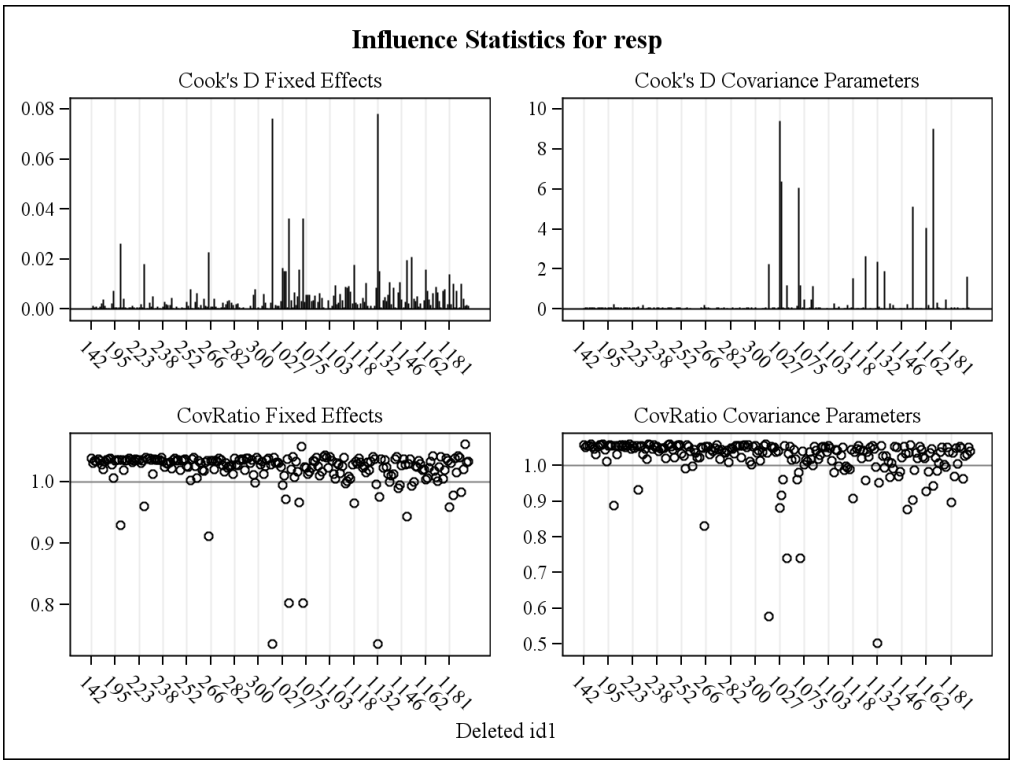 Influence Statistics for resp
Cook's D Fixed Effects
0.08
0.06
0.04
0.02
0.00
142 195 223 238 252 266 282 300 1027 1075 1103 1118 1132 1146 1162 1181
Cook's D Covariance Parameters
10
8
6
4
2
0
142 195 223 238 252 266 282 300 1027 1075 1103 1118 1132 1146 1162 1181
CovRatio Fixed Effects
1.0
0.9
0.8
142 195 223 238 252 266 282 300 1027 1075 1103 1118 1132 1146 1162 1181
CovRatio Covariance Parameters
1.0
0.9
0.8
0.7
0.6
0.5
142 195 223 238 252 266 282 300 1027 1075 1103 1118 1132 1146 1162 1181
Deleted id1